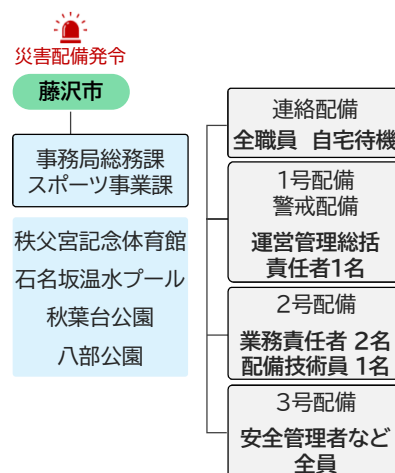 災害配備発令
藤沢市
事務局総務課
スポーツ事業課
秩父宮記念体育館
石名坂温水プール
秋葉台公園
八部公園
連絡配備
全職員 自宅待機
1号配備
警戒配備
運営管理総括
責任者1名
2号配備
業務責任者 2名
配備技術員 1名
3号配備
安全管理者など
全員